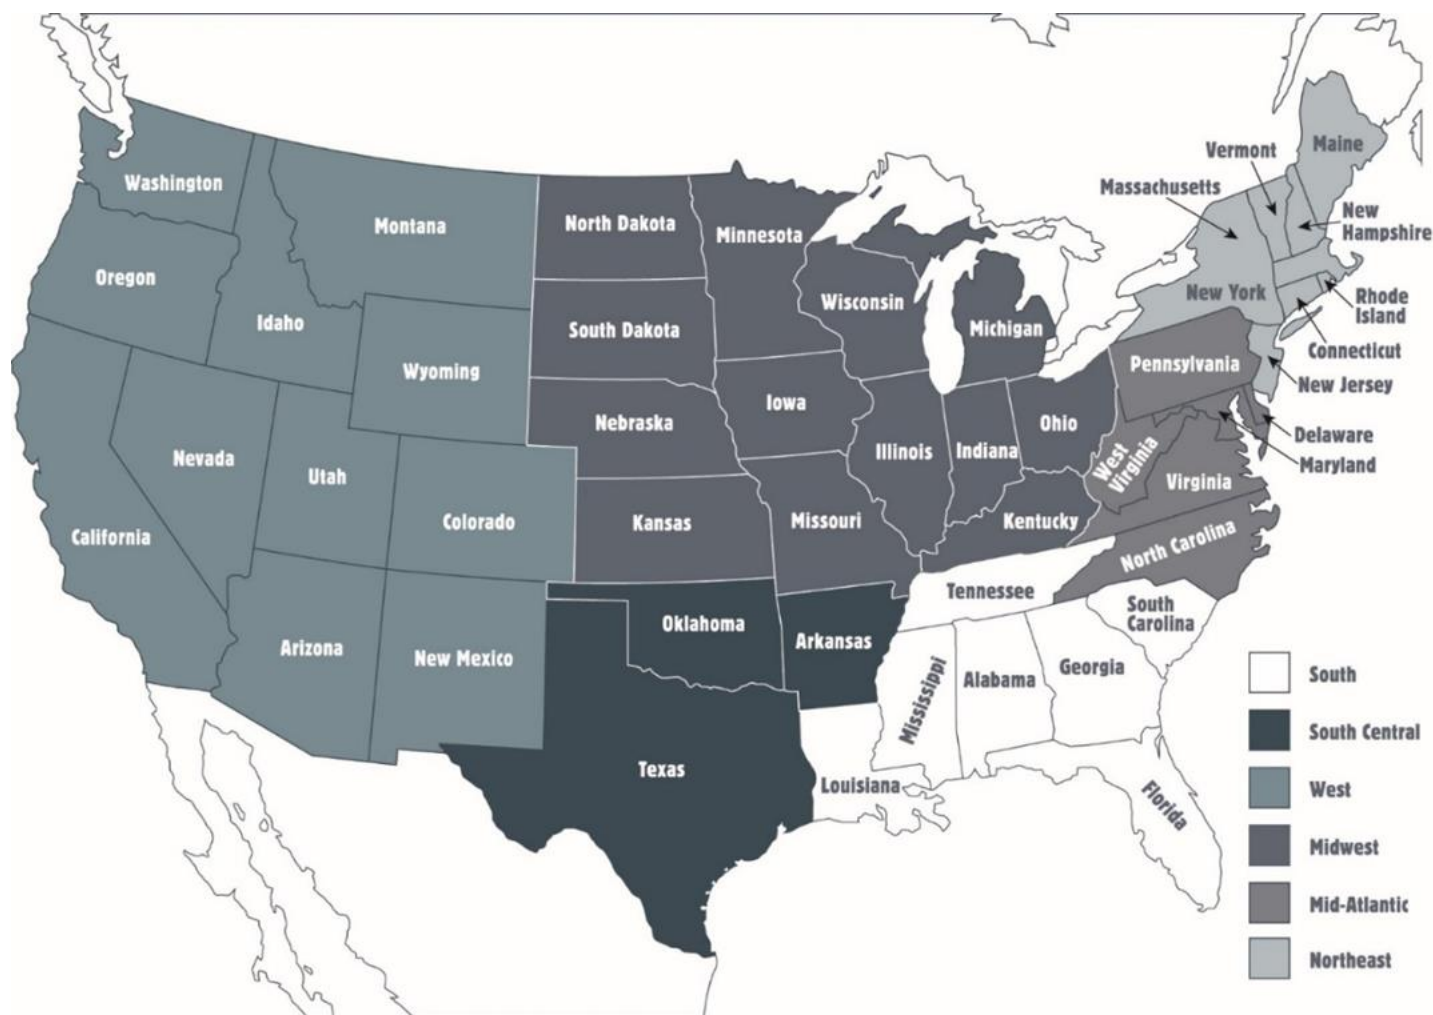 Maine
Vermont
Massachusetts
Washington
New
Hampshire
North Dakota
Montana
Minnesota
Oregon
New York
Rhode
Island
Wisconsin
Idaho
South Dakota
Michigan
Connecticut
Pennsylvania
Wyoming
New Jersey
Iowa
Nebraska
Ohio
Delaware
Nevada
Illinois
Indiana
West
Virginia
Maryland
Utah
Virginia
Colorado
Kansas
Missouri
Kentucky
California
North Carolina
Tennessee
South
Carolina
Oklahoma
Arkansas
Arizona
New Mexico
Mississippi
Alabama
Georgia
Texas
Louisiana
Florida
South
South Central
West
Midwest
Mid-Atlantic
Northeast